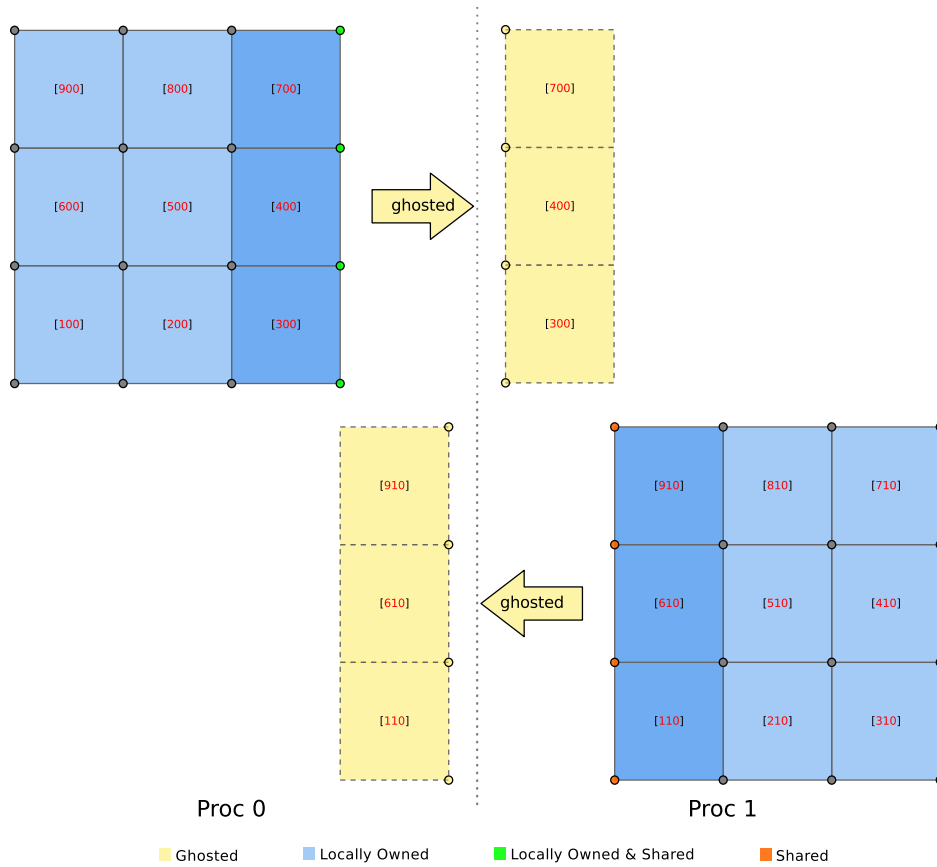 [900] [800] [700] [700]
[600] [500] [400] ghosted [400]
[100] [200] [300] [300]
[910] [910] [810] [710]
[610] ghosted [610] [510] [410]
[110] [110] [210] [310]
Proc 0 Proc 1
Ghosted Locally Owned Locally Owned & Shared Shared